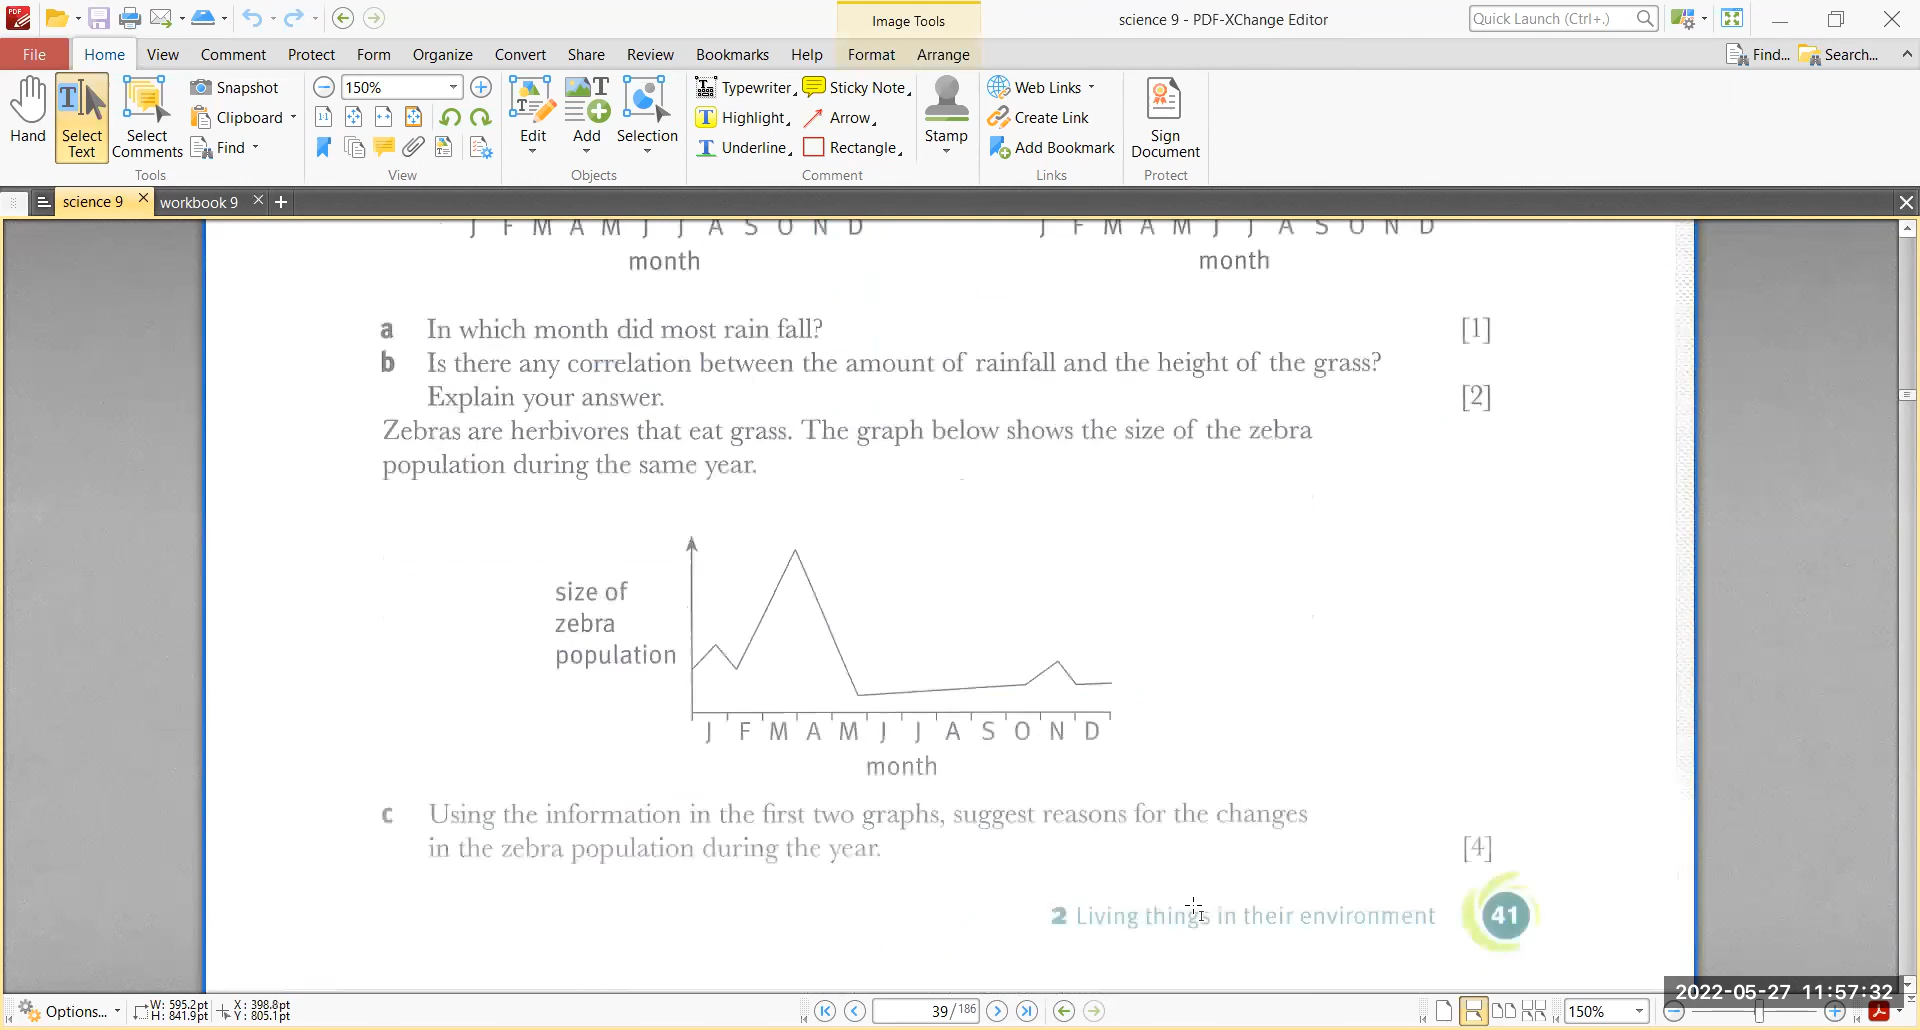 Image Tools
science 9 - PDF-XChange Editor
Quick Launch (Ctrl+.)
File Home View Comment Protect Form Organize Convert Share Review Bookmarks Help Format Arrange Find... Search...
Hand
Select Text
Select Comments
Snapshot
Clipboard
Find
Tools
150%
View
Edit
Add
Selection
Objects
Typewriter
Highlight
Underline
Sticky Note
Arrow
Rectangle
Stamp
Comment
Web Links
Create Link
Add Bookmark
Links
Sign Document
Protect
science 9 workbook 9
J F M A M J J A S O N D
month
J F M A M J J A S O N D
month
a In which month did most rain fall? [1]
b Is there any correlation between the amount of rainfall and the height of the grass?
Explain your answer. [2]
Zebras are herbivores that eat grass. The graph below shows the size of the zebra
population during the same year.
size of
zebra
population
J F M A M J J A S O N D
month
c Using the information in the first two graphs, suggest reasons for the changes
in the zebra population during the year. [4]
2 Living things in their environment 41
2022-05-27 11:57:32
Options... W: 595.2pt X: 398.8pt
H: 841.9pt Y: 805.1pt
39 / 186
150%